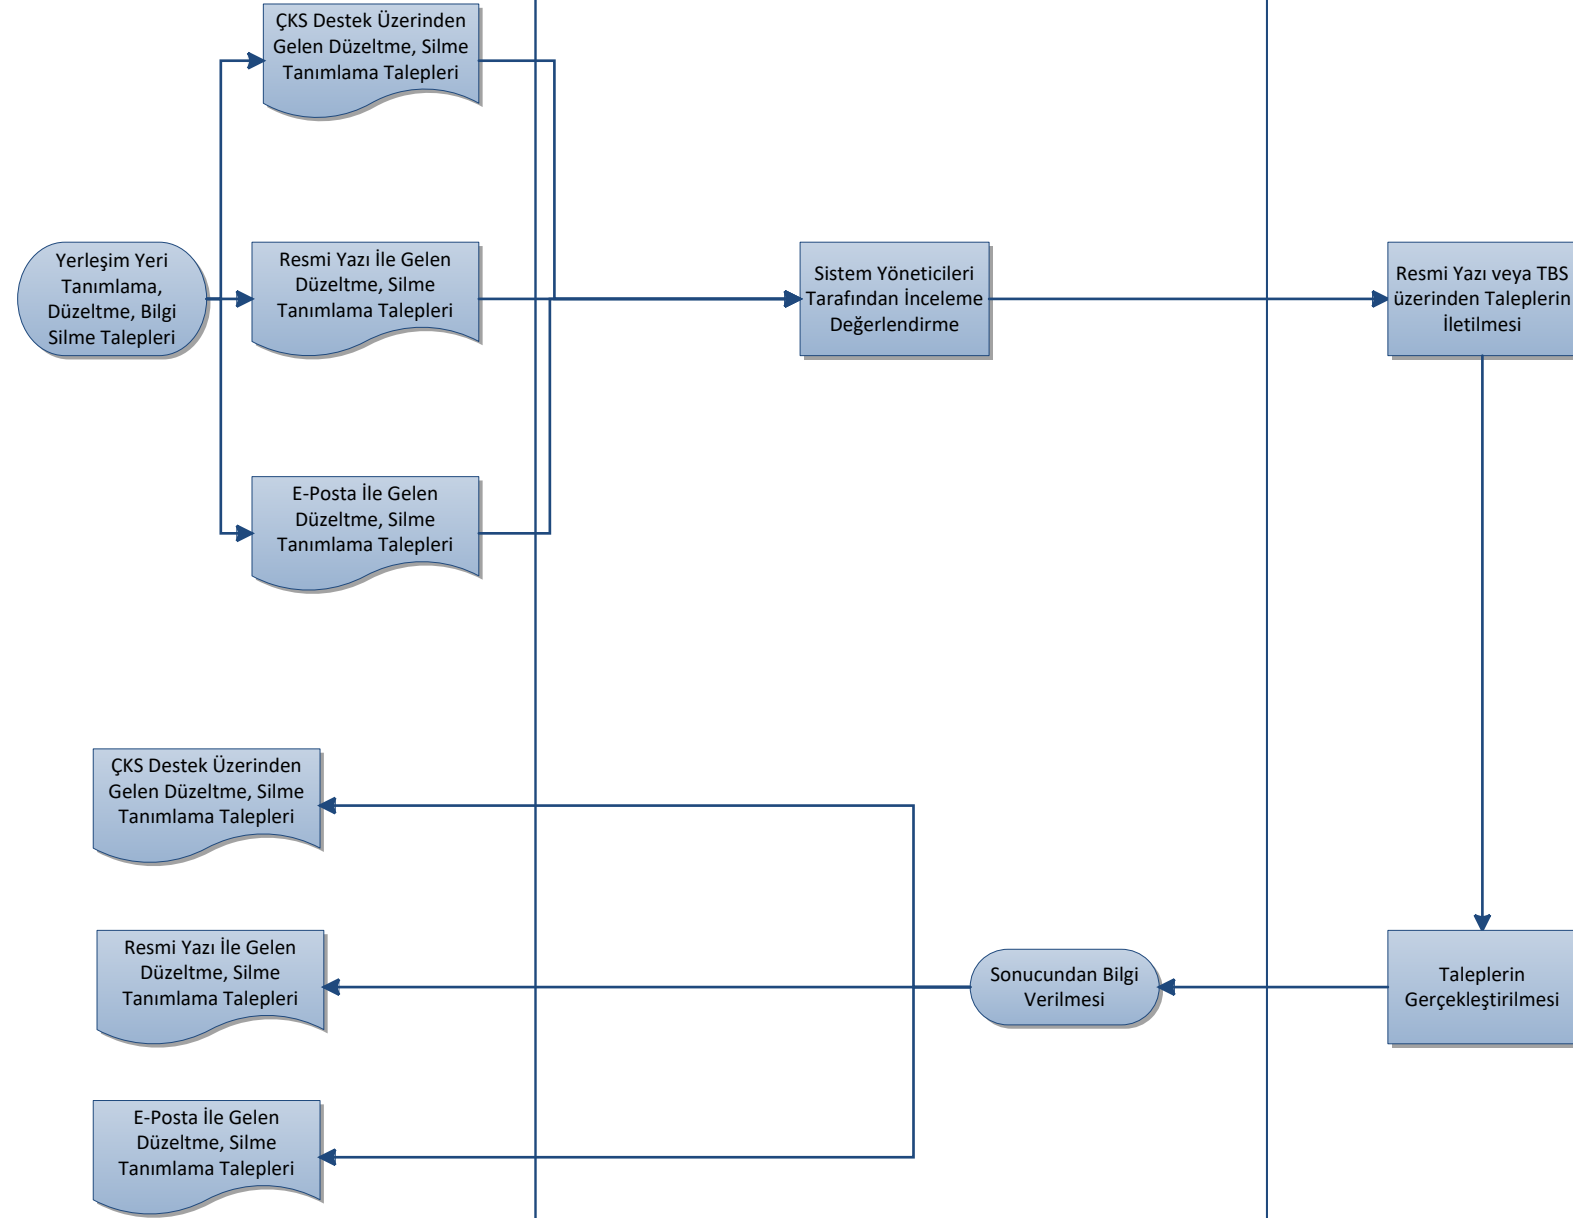 ÇKS Destek Üzerinden
Gelen Düzeltme, Silme
Tanımlama Talepleri
Yerleşim Yeri
Tanımlama,
Düzeltme, Bilgi
Silme Talepleri
Resmi Yazı İle Gelen
Düzeltme, Silme
Tanımlama Talepleri
Sistem Yöneticileri
Tarafından İnceleme
Değerlendirme
Resmi Yazı veya TBS
üzerinden Taleplerin
İletilmesi
E-Posta İle Gelen
Düzeltme, Silme
Tanımlama Talepleri
ÇKS Destek Üzerinden
Gelen Düzeltme, Silme
Tanımlama Talepleri
Resmi Yazı İle Gelen
Düzeltme, Silme
Tanımlama Talepleri
Sonucundan Bilgi
Verilmesi
Taleplerin
Gerçekleştirilmesi
E-Posta İle Gelen
Düzeltme, Silme
Tanımlama Talepleri